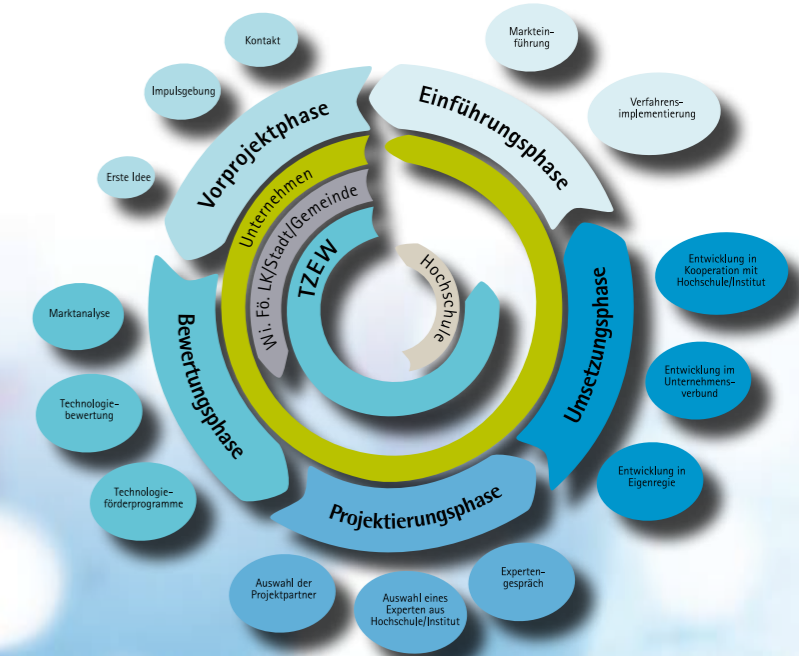 Kontakt
Impulsgebung
Erste Idee
Vorprojektphase
Marktanalyse
Technologie-
bewertung
Technologie-
förderprogramme
Bewertungsphase
Auswahl der
Projektpartner
Auswahl eines
Experten aus
Hochschule/Institut
Experten-
gespräch
Projektierungsphase
Entwicklung in
Eigenregie
Entwicklung im
Unternehmens-
verbund
Entwicklung in
Kooperation mit
Hochschule/Institut
Umsetzungsphase
Verfahrens-
implementierung
Marktein-
führung
Einführungsphase
Unternehmen
Wi. Fö. LK/Stadt/Gemeinde
TZEW
Hochschule